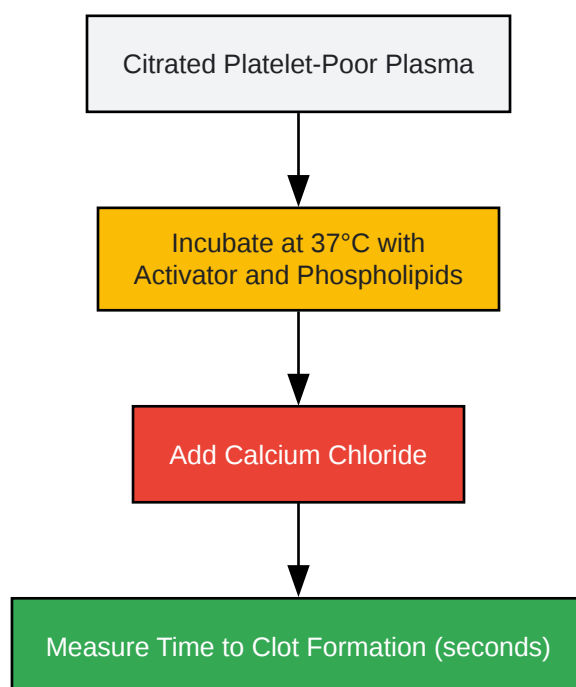 Citrated Platelet-Poor Plasma
Incubate at 37°C with
Activator and Phospholipids
Add Calcium Chloride
Measure Time to Clot Formation (seconds)